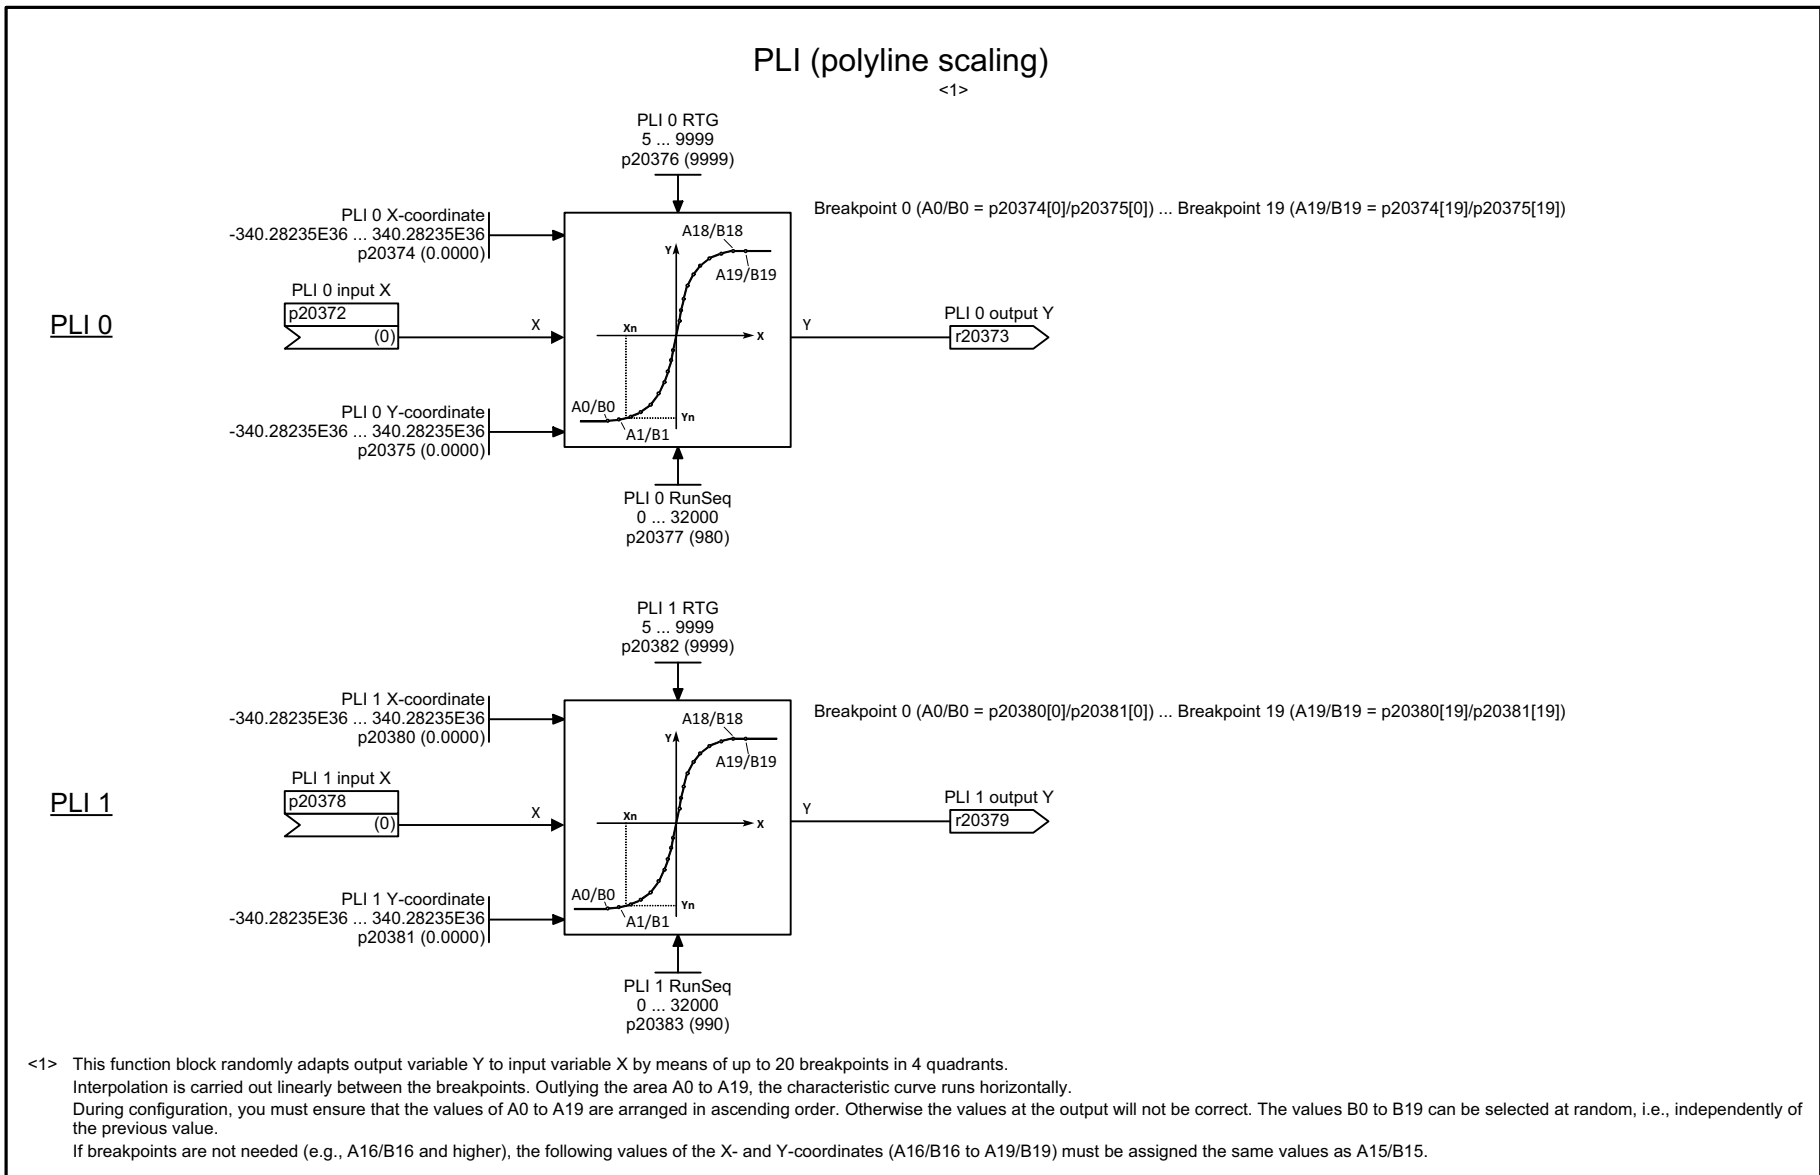 PLI (polyline scaling)
<1>
PLI 0 RTG
5 ... 9999
p20376 (9999)
Breakpoint 0 (A0/B0 = p20374[0]/p20375[0]) ... Breakpoint 19 (A19/B19 = p20374[19]/p20375[19])
PLI 0 X-coordinate
-340.28235E36 ... 340.28235E36
p20374 (0.0000)
A18/B18
Y
A19/B19
PLI 0
PLI 0 input X
p20372
(0)
X
Xn
X
Y
PLI 0 output Y
r20373
PLI 0 Y-coordinate
-340.28235E36 ... 340.28235E36
p20375 (0.0000)
A0/B0
Yn
A1/B1
PLI 0 RunSeq
0 ... 32000
p20377 (980)
PLI 1 RTG
5 ... 9999
p20382 (9999)
Breakpoint 0 (A0/B0 = p20380[0]/p20381[0]) ... Breakpoint 19 (A19/B19 = p20380[19]/p20381[19])
PLI 1 X-coordinate
-340.28235E36 ... 340.28235E36
p20380 (0.0000)
A18/B18
Y
A19/B19
PLI 1
PLI 1 input X
p20378
(0)
X
Xn
X
Y
PLI 1 output Y
r20379
PLI 1 Y-coordinate
-340.28235E36 ... 340.28235E36
p20381 (0.0000)
A0/B0
Yn
A1/B1
PLI 1 RunSeq
0 ... 32000
p20383 (990)
<1> This function block randomly adapts output variable Y to input variable X by means of up to 20 breakpoints in 4 quadrants.
Interpolation is carried out linearly between the breakpoints. Outlying the area A0 to A19, the characteristic curve runs horizontally.
During configuration, you must ensure that the values of A0 to A19 are arranged in ascending order. Otherwise the values at the output will not be correct. The values B0 to B19 can be selected at random, i.e., independently of
the previous value.
If breakpoints are not needed (e.g., A16/B16 and higher), the following values of the X- and Y-coordinates (A16/B16 to A19/B19) must be assigned the same values as A15/B15.